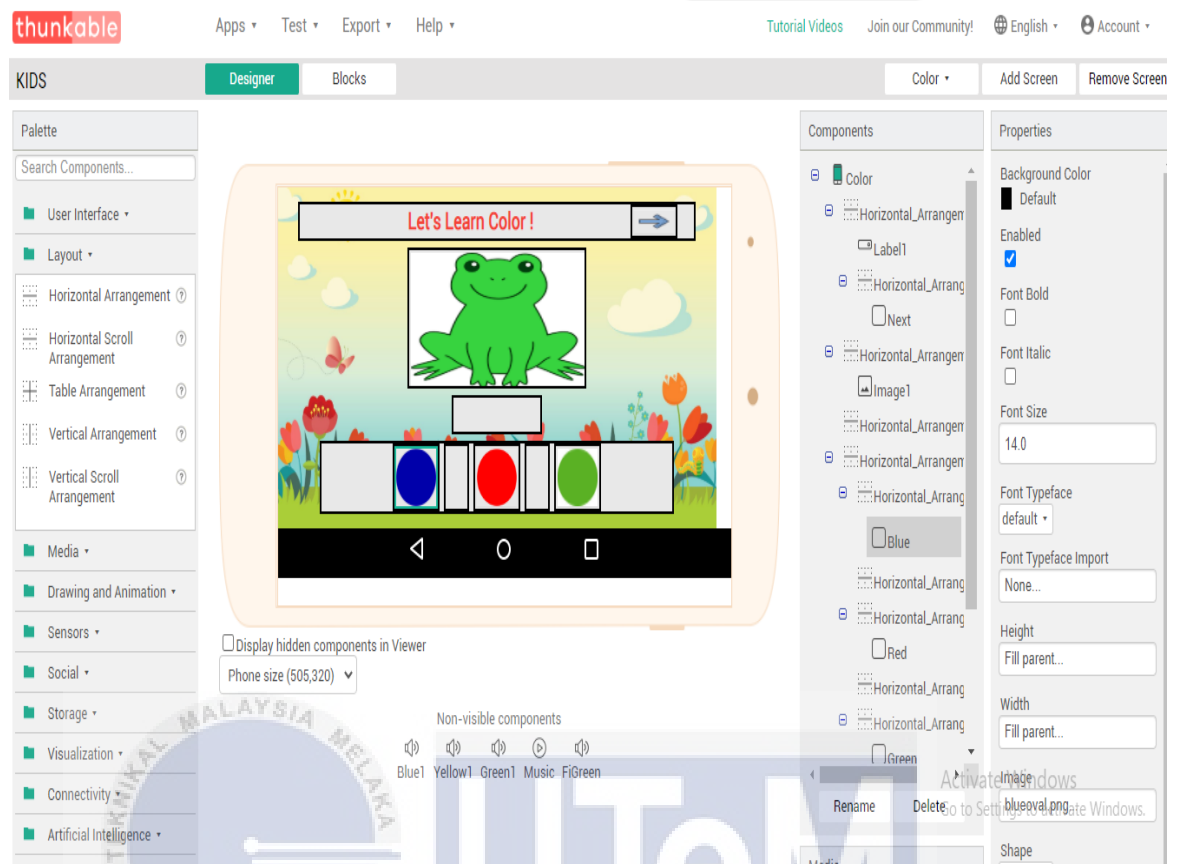 thunkable
Apps Test Export Help Tutorial Videos Join our Community! English Account
KIDS Designer Blocks Color Add Screen Remove Screen
Palette
Search Components...
User Interface
Layout
Horizontal Arrangement
Horizontal Scroll
Arrangement
Table Arrangement
Vertical Arrangement
Vertical Scroll
Arrangement
Media
Drawing and Animation
Sensors
Social
Storage
Visualization
Connectivity
Artificial Intelligence
Let's Learn Color !
Display hidden components in Viewer
Phone size (505,320)
Non-visible components
Blue1 Yellow1 Green1 Music FiGreen
Components
Color
Horizontal_Arrangem
Label1
Horizontal_Arrang
Next
Horizontal_Arrangem
Image1
Horizontal_Arrangem
Horizontal_Arrangem
Horizontal_Arrang
Blue
Horizontal_Arrang
Horizontal_Arrang
Red
Horizontal_Arrang
Horizontal_Arrang
Green
Rename Delete
Media
Properties
Background Color
Default
Enabled
Font Bold
Font Italic
Font Size
14.0
Font Typeface
default
Font Typeface Import
None...
Height
Fill parent...
Width
Fill parent...
Image
blueoval.png
Shape
Activate Windows
Go to Settings to activate Windows.
TEKNIKAL MALAYSIA MELAKA
UTeM